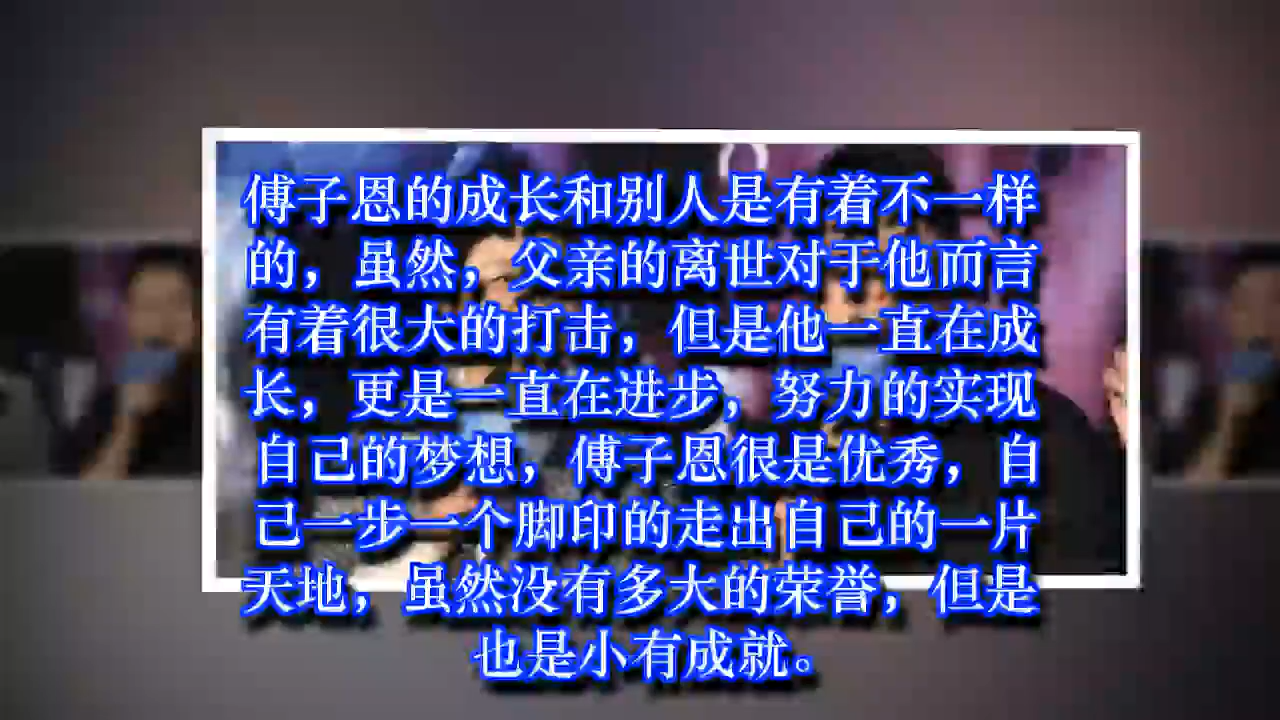 傅子恩的成长和别人是有着不一样
的，虽然，父亲的离世对于他而言
有着很大的打击，但是他一直在成
长，更是一直在进步，努力的实现
自己的梦想，傅子恩很是优秀，自
己一步一个脚印的走出自己的一片
天地，虽然没有多大的荣誉，但是
也是小有成就。